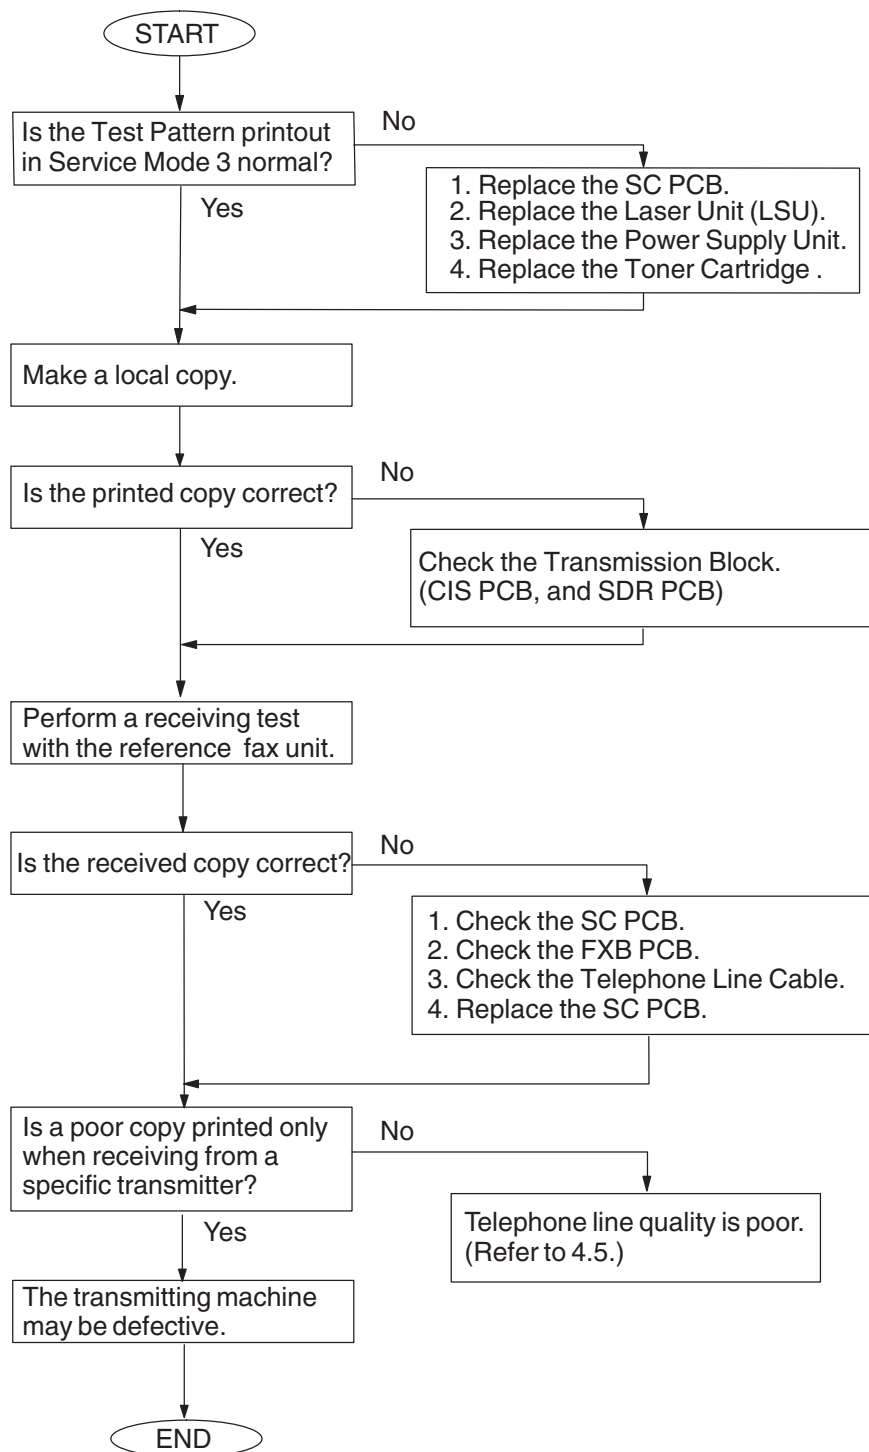 START
Is the Test Pattern printout
in Service Mode 3 normal?
No
Yes
1. Replace the SC PCB.
2. Replace the Laser Unit (LSU).
3. Replace the Power Supply Unit.
4. Replace the Toner Cartridge .
Make a local copy.
Is the printed copy correct?
No
Yes
Check the Transmission Block.
(CIS PCB, and SDR PCB)
Perform a receiving test
with the reference fax unit.
Is the received copy correct?
No
Yes
1. Check the SC PCB.
2. Check the FXB PCB.
3. Check the Telephone Line Cable.
4. Replace the SC PCB.
Is a poor copy printed only
when receiving from a
specific transmitter?
No
Yes
Telephone line quality is poor.
(Refer to 4.5.)
The transmitting machine
may be defective.
END